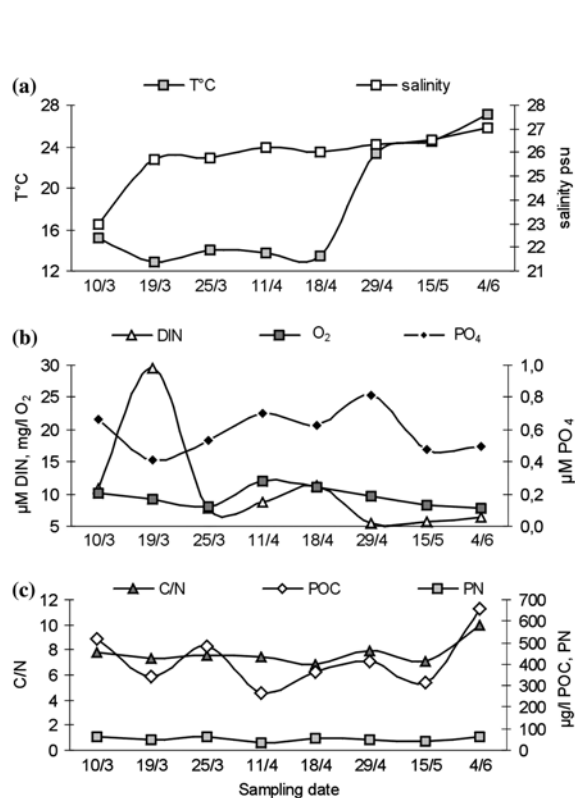 (a)
T°C salinity
28 28
24 27
20 26
16 25
12 24
23
22
21
T°C
salinity psu
10/3 19/3 25/3 11/4 18/4 29/4 15/5 4/6
(b)
DIN O2 PO4
30 1,0
25 0,8
20 0,6
15 0,4
10 0,2
5 0,0
µM DIN, mg/l O2
µM PO4
10/3 19/3 25/3 11/4 18/4 29/4 15/5 4/6
(c)
C/N POC PN
12 700
10 600
8 500
6 400
4 300
2 200
0 100
0
C/N
µg/l POC, PN
10/3 19/3 25/3 11/4 18/4 29/4 15/5 4/6
Sampling date